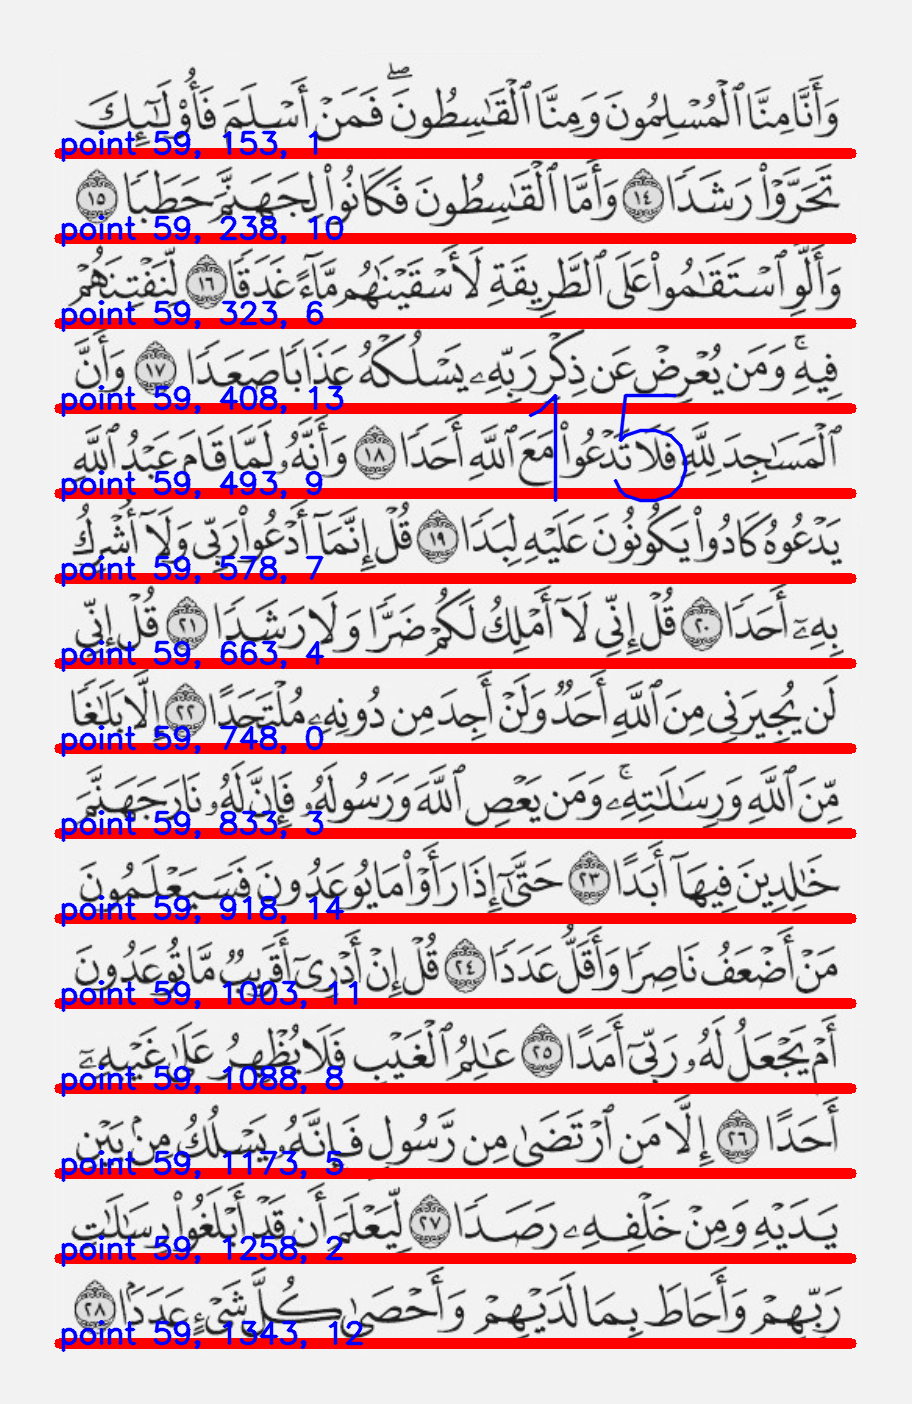 وَأَنَّا مِنَّا ٱلْمُسْلِمُونَ وَمِنَّا ٱلْقَٰسِطُونَ ۖ فَمَنْ أَسْلَمَ فَأُو۟لَٰٓئِكَ
point 59, 153, 1
تَحَرَّوْا۟ رَشَدًا ١٤ وَأَمَّا ٱلْقَٰسِطُونَ فَكَانُوا۟ لِجَهَنَّمَ حَطَبًا ١٥
point 59, 238, 10
وَأَلَّوِ ٱسْتَقَٰمُوا۟ عَلَى ٱلطَّرِيقَةِ لَأَسْقَيْنَٰهُم مَّآءً غَدَقًا ١٦ لِّنَفْتِنَهُمْ
point 59, 323, 6
فِيهِ ۚ وَمَن يُعْرِضْ عَن ذِكْرِ رَبِّهِۦ يَسْلُكْهُ عَذَابًا صَعَدًا ١٧ وَأَنَّ
point 59, 408, 13
15
ٱلْمَسَٰجِدَ لِلَّهِ فَلَا تَدْعُوا۟ مَعَ ٱللَّهِ أَحَدًا ١٨ وَأَنَّهُۥ لَمَّا قَامَ عَبْدُ ٱللَّهِ
point 59, 493, 9
يَدْعُوهُ كَادُوا۟ يَكُونُونَ عَلَيْهِ لِبَدًا ١٩ قُلْ إِنَّمَآ أَدْعُوا۟ رَبِّى وَلَآ أُشْرِكُ
point 59, 578, 7
بِهِۦٓ أَحَدًا ٢٠ قُلْ إِنِّى لَآ أَمْلِكُ لَكُمْ ضَرًّا وَلَا رَشَدًا ٢١ قُلْ إِنِّى
point 59, 663, 4
لَن يُجِيرَنِى مِنَ ٱللَّهِ أَحَدٌ وَلَنْ أَجِدَ مِن دُونِهِۦ مُلْتَحَدًا ٢٢ إِلَّا بَلَٰغًا
point 59, 748, 0
مِّنَ ٱللَّهِ وَرِسَٰلَٰتِهِۦ ۚ وَمَن يَعْصِ ٱللَّهَ وَرَسُولَهُۥ فَإِنَّ لَهُۥ نَارَ جَهَنَّمَ
point 59, 833, 3
خَٰلِدِينَ فِيهَآ أَبَدًا ٢٣ حَتَّىٰٓ إِذَا رَأَوْا۟ مَا يُوعَدُونَ فَسَيَعْلَمُونَ
point 59, 918, 14
مَنْ أَضْعَفُ نَاصِرًا وَأَقَلُّ عَدَدًا ٢٤ قُلْ إِنْ أَدْرِىٓ أَقَرِيبٌ مَّا تُوعَدُونَ
point 59, 1003, 11
أَمْ يَجْعَلُ لَهُۥ رَبِّىٓ أَمَدًا ٢٥ عَٰلِمُ ٱلْغَيْبِ فَلَا يُظْهِرُ عَلَىٰ غَيْبِهِۦٓ
point 59, 1088, 8
أَحَدًا ٢٦ إِلَّا مَنِ ٱرْتَضَىٰ مِن رَّسُولٍ فَإِنَّهُۥ يَسْلُكُ مِنۢ بَيْنِ
point 59, 1173, 5
يَدَيْهِ وَمِنْ خَلْفِهِۦ رَصَدًا ٢٧ لِّيَعْلَمَ أَن قَدْ أَبْلَغُوا۟ رِسَٰلَٰتِ
point 59, 1258, 2
رَبِّهِمْ وَأَحَاطَ بِمَا لَدَيْهِمْ وَأَحْصَىٰ كُلَّ شَىْءٍ عَدَدًۢا ٢٨
point 59, 1343, 12